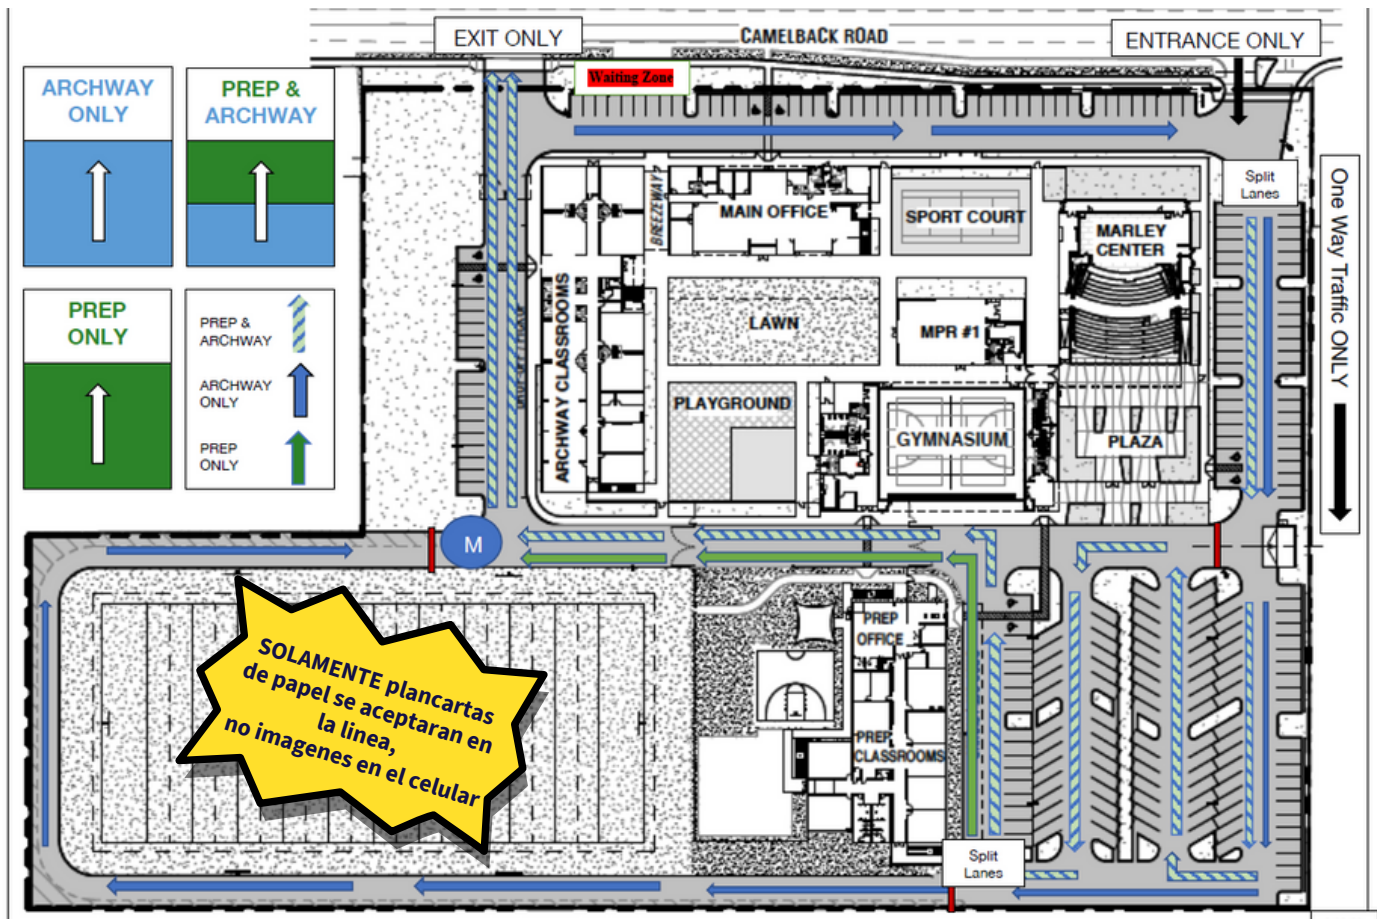 EXIT ONLY
CAMELBACK ROAD
ENTRANCE ONLY
Waiting Zone
ARCHWAY
ONLY
PREP &
ARCHWAY
PREP
ONLY
PREP &
ARCHWAY
ARCHWAY
ONLY
PREP
ONLY
Split
Lanes
One Way Traffic ONLY
BREEZEWAY
MAIN OFFICE
SPORT COURT
MARLEY
CENTER
ARCHWAY CLASSROOMS
LAWN
MPR #1
PLAYGROUND
GYMNASIUM
PLAZA
M
SOLAMENTE plancartas
de papel se aceptaran en
la linea,
no imagenes en el celular
PREP
OFFICE
PREP
CLASSROOMS
Split
Lanes